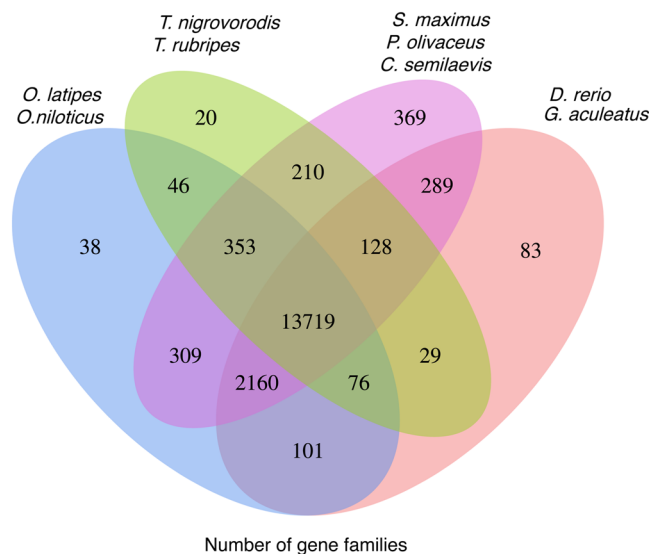 T. nigrovorodis
T. rubripes
S. maximus
P. olivaceus
C. semilaevis
O. latipes
O.niloticus
D. rerio
G. aculeatus
20
369
46
210
289
38
353
128
83
13719
309
29
2160
76
101
Number of gene families